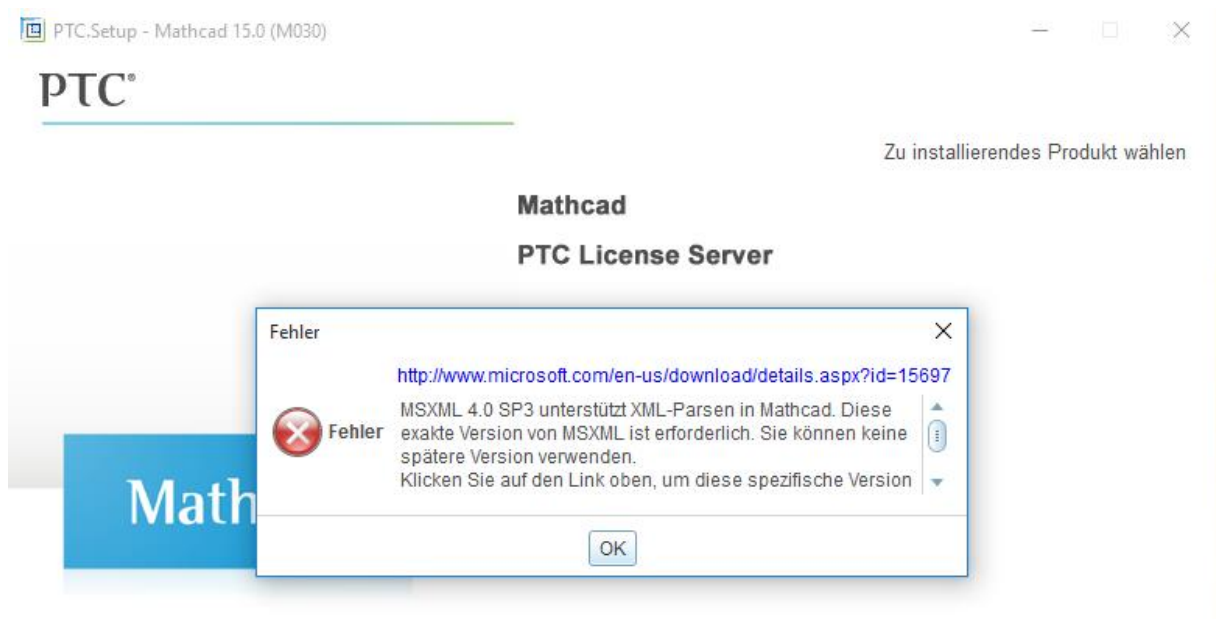 PTC.Setup - Mathcad 15.0 (M030)
PTC®
Zu installierendes Produkt wählen
Mathcad
PTC License Server
Fehler
http://www.microsoft.com/en-us/download/details.aspx?id=15697
Fehler
MSXML 4.0 SP3 unterstützt XML-Parsen in Mathcad. Diese
exakte Version von MSXML ist erforderlich. Sie können keine
spätere Version verwenden.
Klicken Sie auf den Link oben, um diese spezifische Version
Math
OK